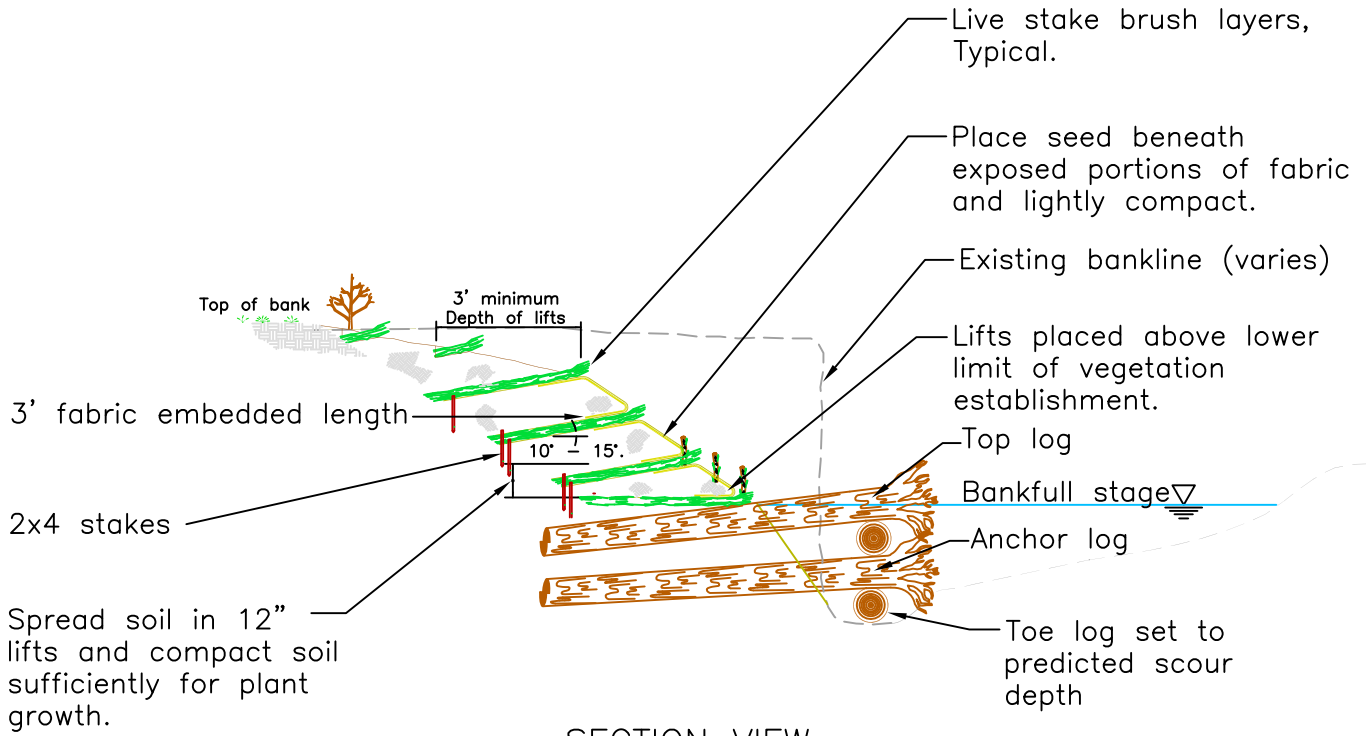 Live stake brush layers,
Typical.
Place seed beneath
exposed portions of fabric
and lightly compact.
Existing bankline (varies)
Top of bank
3' minimum
Depth of lifts
Lifts placed above lower
limit of vegetation
establishment.
3' fabric embedded length
10° - 15°.
Top log
Bankfull stage
2x4 stakes
Anchor log
Spread soil in 12"
lifts and compact soil
sufficiently for plant
growth.
Toe log set to
predicted scour
depth
SECTION VIEW